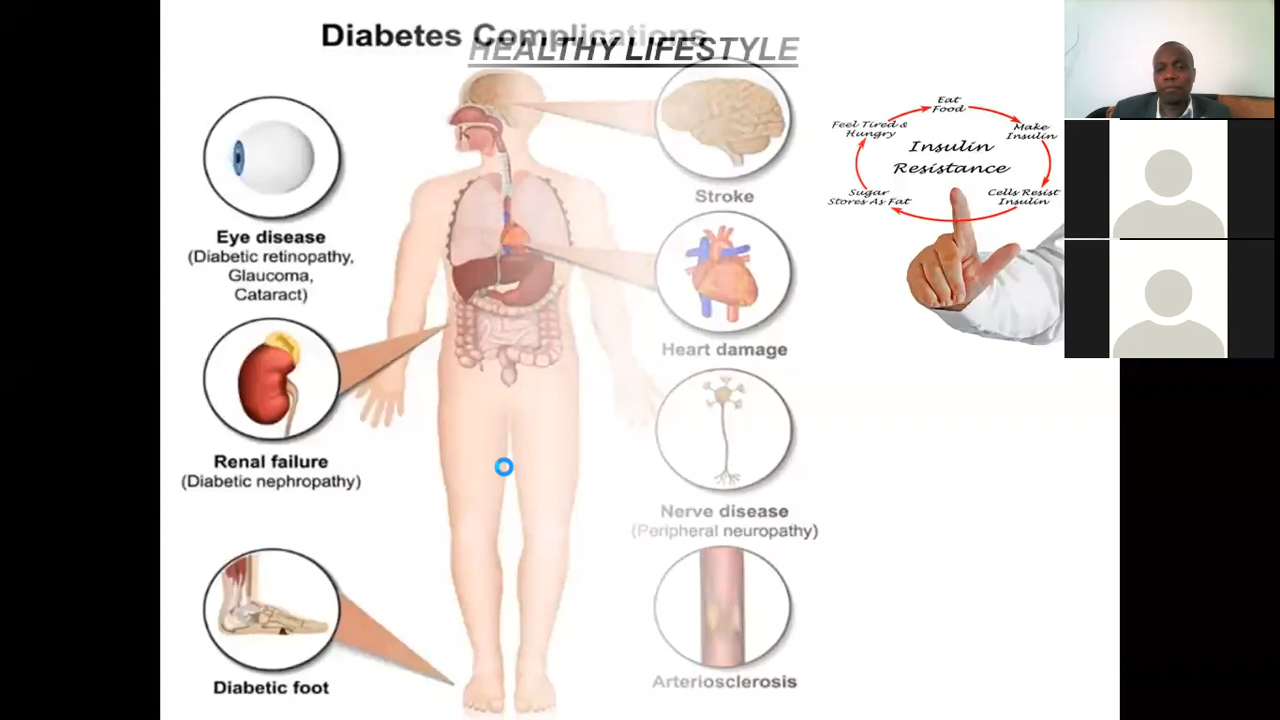 Diabetes Complications
HEALTHY LIFESTYLE
Eye disease
(Diabetic retinopathy,
Glaucoma,
Cataract)
Renal failure
(Diabetic nephropathy)
Diabetic foot
Stroke
Heart damage
Nerve disease
(Peripheral neuropathy)
Arteriosclerosis
Insulin
Resistance
Eat
Food
Make
Insulin
Cells Resist
Insulin
Sugar
Stores As Fat
Feel Tired &
Hungry